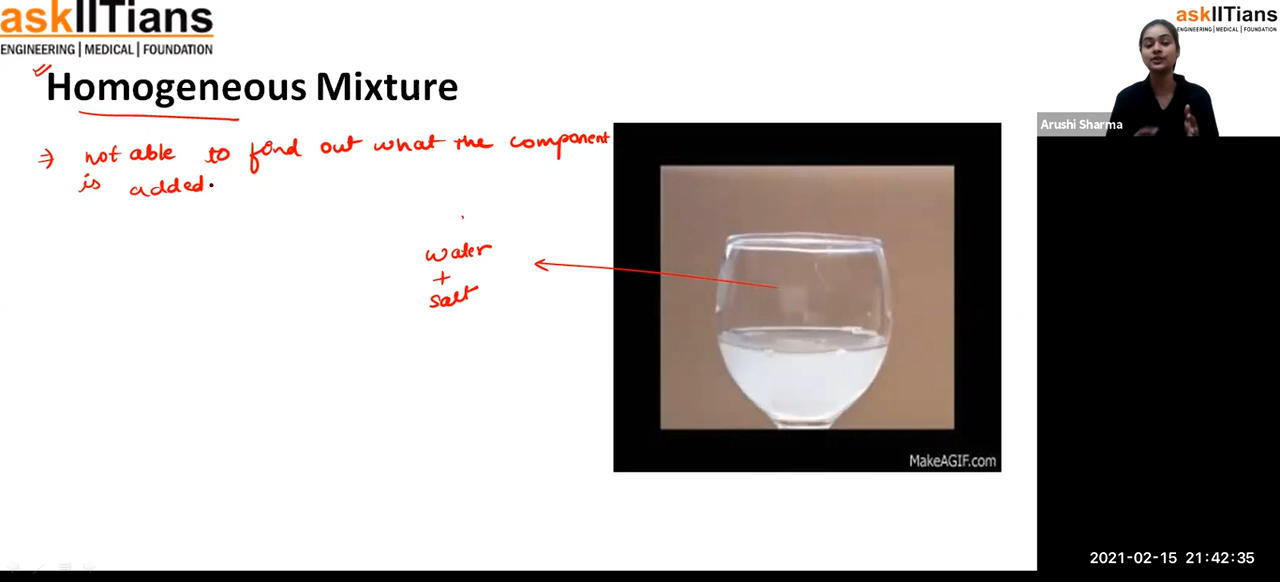 askIITians
ENGINEERING | MEDICAL | FOUNDATION
askIITians
ENGINEERING | MEDICAL | FOUNDATION
Homogeneous Mixture
Arushi Sharma
⇒ not able to find out what the component
is added.
water
+
salt
MakeAGIF.com
2021-02-15 21:42:35